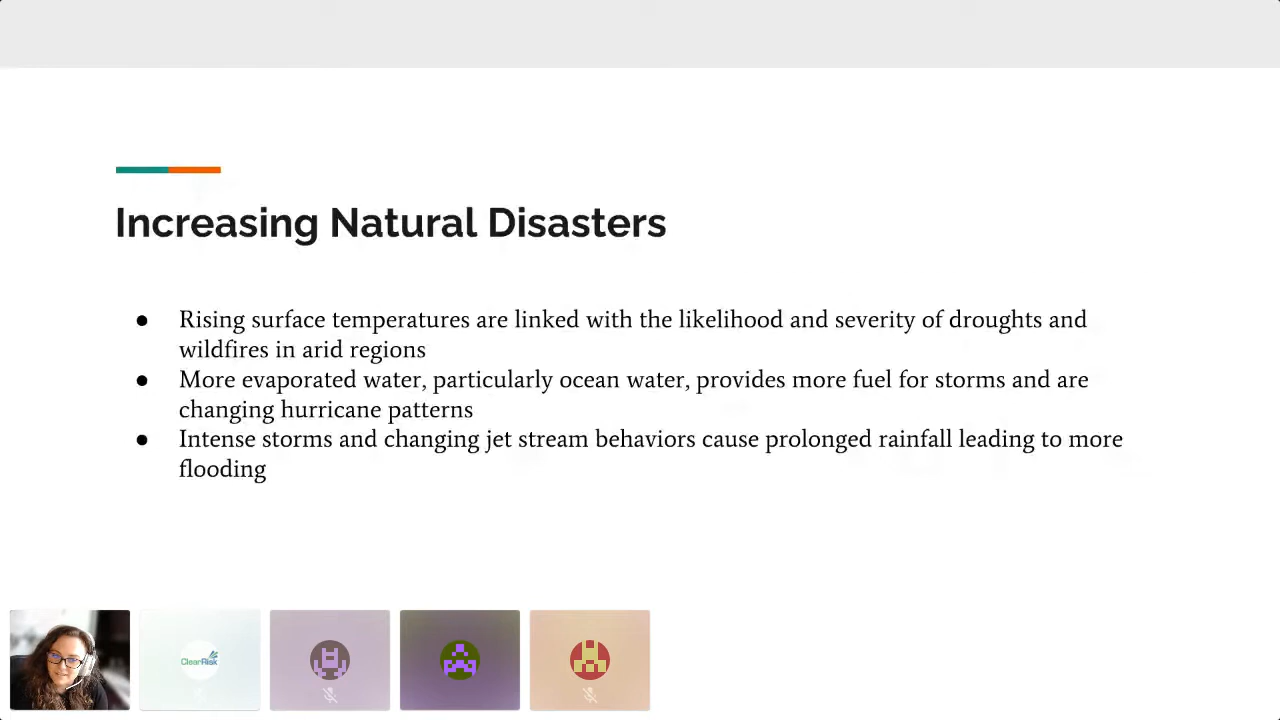 Increasing Natural Disasters
● Rising surface temperatures are linked with the likelihood and severity of droughts and
wildfires in arid regions
● More evaporated water, particularly ocean water, provides more fuel for storms and are
changing hurricane patterns
● Intense storms and changing jet stream behaviors cause prolonged rainfall leading to more
flooding
ClearRisk